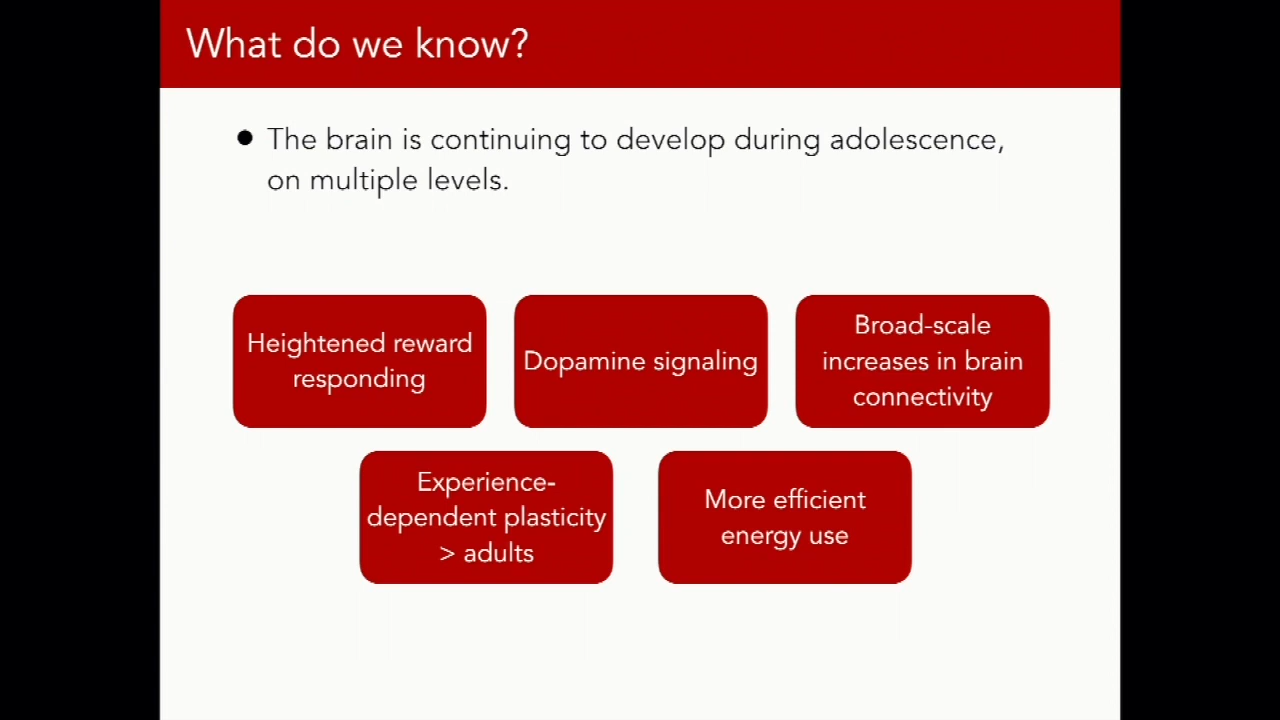 What do we know?
● The brain is continuing to develop during adolescence,
on multiple levels.
Heightened reward
responding
Dopamine signaling
Broad-scale
increases in brain
connectivity
Experience-
dependent plasticity
> adults
More efficient
energy use